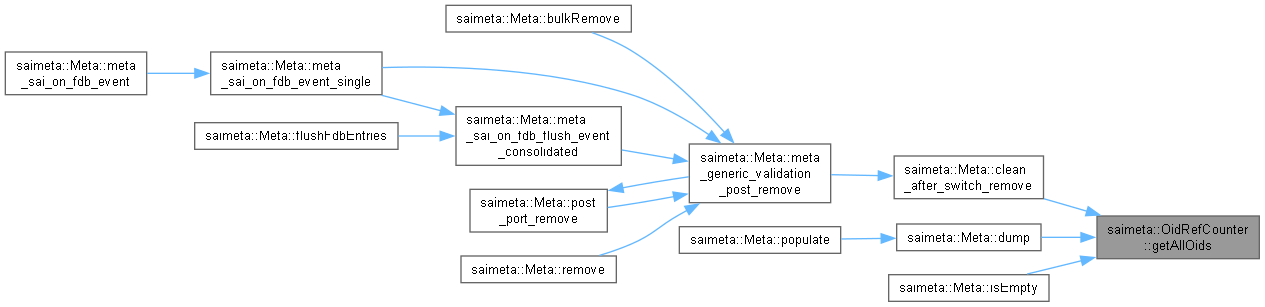 saimeta::Meta::bulkRemove
saimeta::Meta::meta
_sai_on_fdb_event
saimeta::Meta::meta
_sai_on_fdb_event_single
saimeta::Meta::flushFdbEntries
saimeta::Meta::meta
_sai_on_fdb_flush_event
_consolidated
saimeta::Meta::post
_port_remove
saimeta::Meta::remove
saimeta::Meta::meta
_generic_validation
_post_remove
saimeta::Meta::populate
saimeta::Meta::clean
_after_switch_remove
saimeta::Meta::dump
saimeta::Meta::isEmpty
saimeta::OidRefCounter
::getAllOids